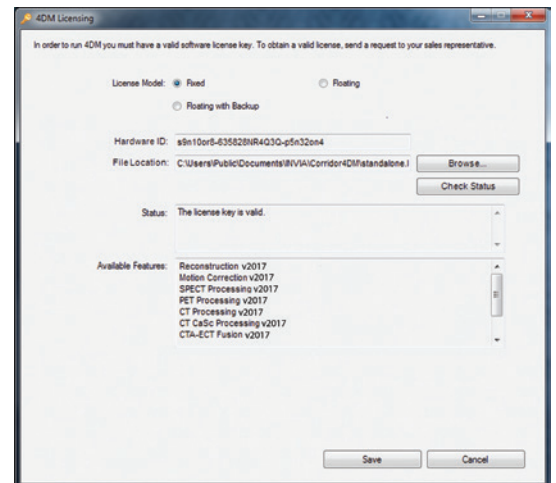 4DM Licensing
In order to run 4DM you must have a valid software license key. To obtain a valid license, send a request to your sales representative.
License Model: Fixed Floating
Floating with Backup
Hardware ID: s9n10or8-635828NR4Q3Q-p5n32on4
File Location: C:\Users\Public\Documents\INVIA\Corridor4DM\standalone.l Browse...
Check Status
Status: The license key is valid.
Available Features: Reconstruction v2017
Motion Correction v2017
SPECT Processing v2017
PET Processing v2017
CT Processing v2017
CT CaSc Processing v2017
CTA-ECT Fusion v2017
Save Cancel